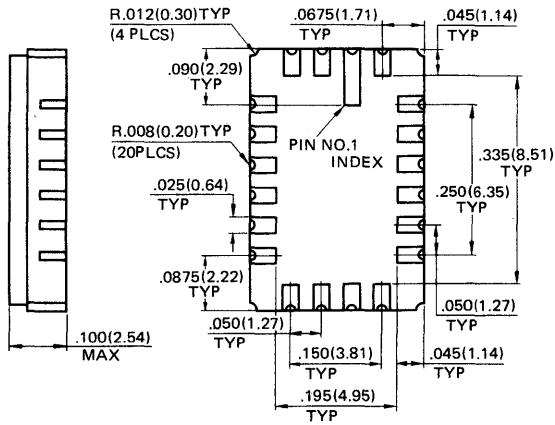 R.012(0.30) TYP
(4 PLCS)
.0675(1.71)
TYP
.045(1.14)
TYP
.090(2.29)
TYP
PIN NO.1
INDEX
R.008(0.20)TYP
(20PLCS)
.335(8.51)
TYP
.025(0.64)
TYP
.250(6.35)
TYP
.0875(2.22)
TYP
.050(1.27)
TYP
.050(1.27)
TYP
.100(2.54)
MAX
.150(3.81)
TYP
.045(1.14)
TYP
.195(4.95)
TYP